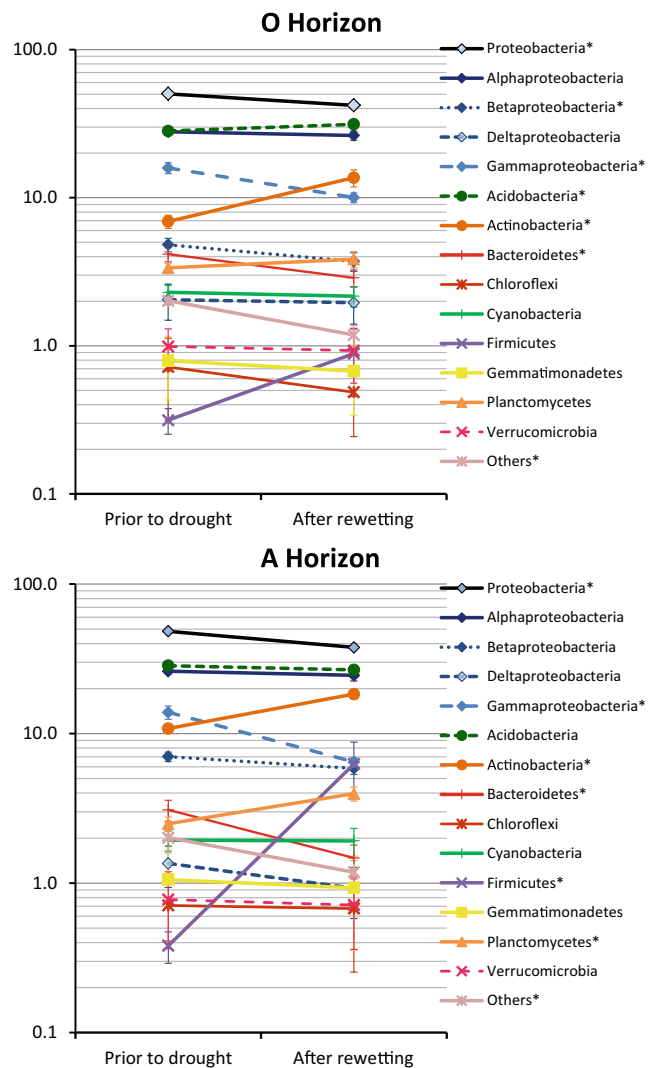 O Horizon
100.0
10.0
1.0
0.1
Prior to drought
After rewetting
Proteobacteria*
Alphaproteobacteria
Betaproteobacteria*
Deltaproteobacteria
Gammaproteobacteria*
Acidobacteria*
Actinobacteria*
Bacteroidetes*
Chloroflexi
Cyanobacteria
Firmicutes
Gemmatimonadetes
Planctomycetes
Verrucomicrobia
Others*
A Horizon
100.0
10.0
1.0
0.1
Prior to drought
After rewetting
Proteobacteria*
Alphaproteobacteria
Betaproteobacteria
Deltaproteobacteria
Gammaproteobacteria*
Acidobacteria
Actinobacteria*
Bacteroidetes*
Chloroflexi
Cyanobacteria
Firmicutes*
Gemmatimonadetes
Planctomycetes*
Verrucomicrobia
Others*